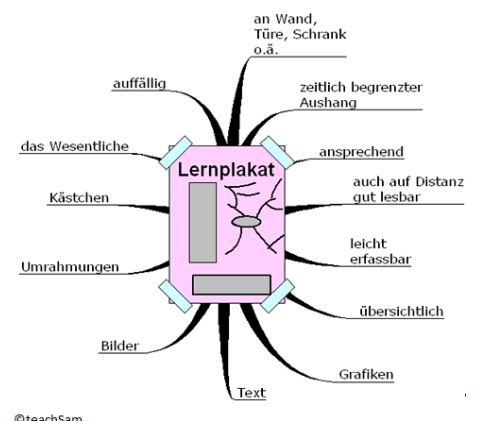 an Wand,
Türe, Schrank
o.ä.
auffällig
zeitlich begrenzter
Aushang
das Wesentliche
Lernplakat
ansprechend
Kästchen
auch auf Distanz
gut lesbar
Umrahmungen
leicht
erfassbar
übersichtlich
Bilder
Grafiken
Text
©teachSam